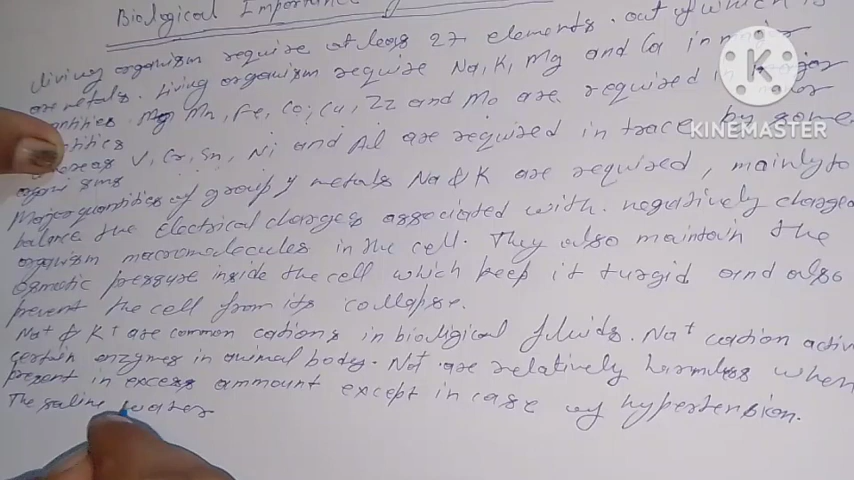 Biological Importance
living organism require at leas 27 elements. out of which is
are metals. Living organism require Na, K, Mg and Ca in major
Mn, Fe, Co, Cu, Zz and Mo are required in
V, Cr, Sn, Ni and Al are required in trace by some
organisms
Major quantities of group metals Na & K are required, mainly to
balance the Electrical charges associated with. negatively charged
organism macromolecules in the cell. They also maintain the
osmotic pressure inside the cell which keep it turgid and also
prevent the cell from its collapse.
Na+ & K+ are common cations in biological fluids. Na+ cation activ
certain enzymes in animal body. Na+ are relatively harmless when
present in excess ammount except in case of hypertension.
The saline water
KINEMASTER